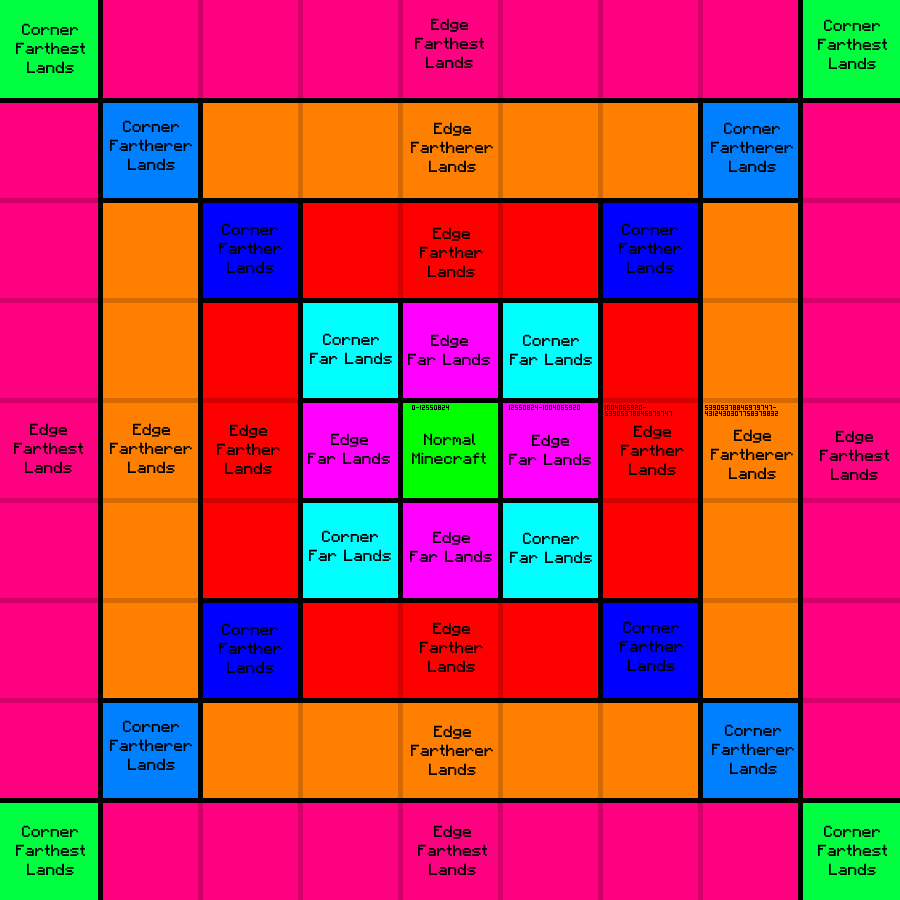 Corner
Farthest
Lands
Edge
Farthest
Lands
Corner
Farthest
Lands
Corner
Fartherer
Lands
Edge
Fartherer
Lands
Corner
Fartherer
Lands
Corner
Farther
Lands
Edge
Farther
Lands
Corner
Farther
Lands
Corner
Far Lands
Edge
Far Lands
Corner
Far Lands
Edge
Farthest
Lands
Edge
Fartherer
Lands
Edge
Farther
Lands
Edge
Far Lands
0-12550824
Normal
Minecraft
12550824-1004065920
Edge
Far Lands
1004065920-
53905378846979747
Edge
Farther
Lands
53905378846979747-
4312430307758379832
Edge
Fartherer
Lands
Edge
Farthest
Lands
Corner
Far Lands
Edge
Far Lands
Corner
Far Lands
Corner
Farther
Lands
Edge
Farther
Lands
Corner
Farther
Lands
Corner
Fartherer
Lands
Edge
Fartherer
Lands
Corner
Fartherer
Lands
Corner
Farthest
Lands
Edge
Farthest
Lands
Corner
Farthest
Lands